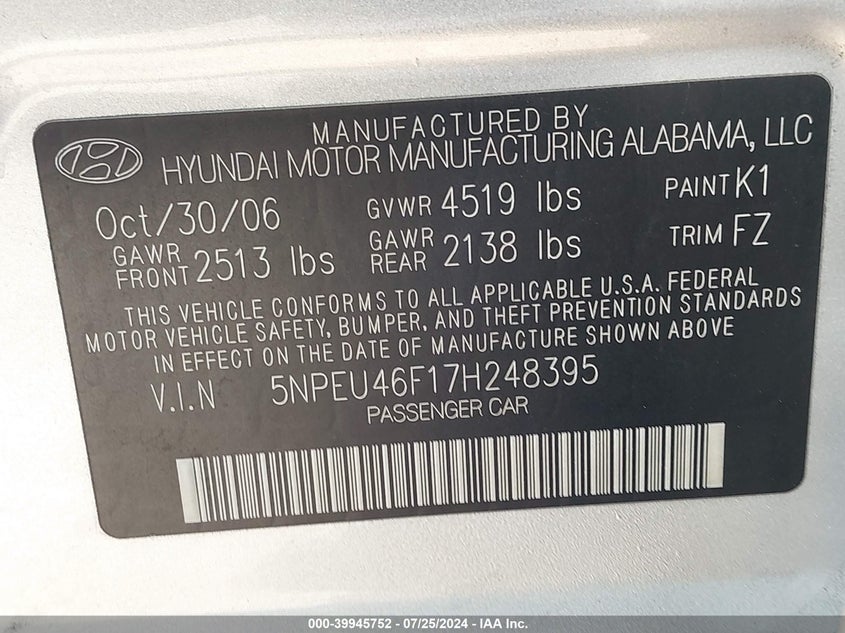 MANUFACTURED BY
HYUNDAI MOTOR MANUFACTURING ALABAMA, LLC
Oct/30/06 GVWR 4519 lbs PAINT K1
GAWR FRONT 2513 lbs GAWR REAR 2138 lbs TRIM FZ
THIS VEHICLE CONFORMS TO ALL APPLICABLE U.S.A. FEDERAL
MOTOR VEHICLE SAFETY, BUMPER, AND THEFT PREVENTION STANDARDS
IN EFFECT ON THE DATE OF MANUFACTURE SHOWN ABOVE
V.I.N 5NPEU46F17H248395
PASSENGER CAR
000-39945752 - 07/25/2024 - IAA Inc.